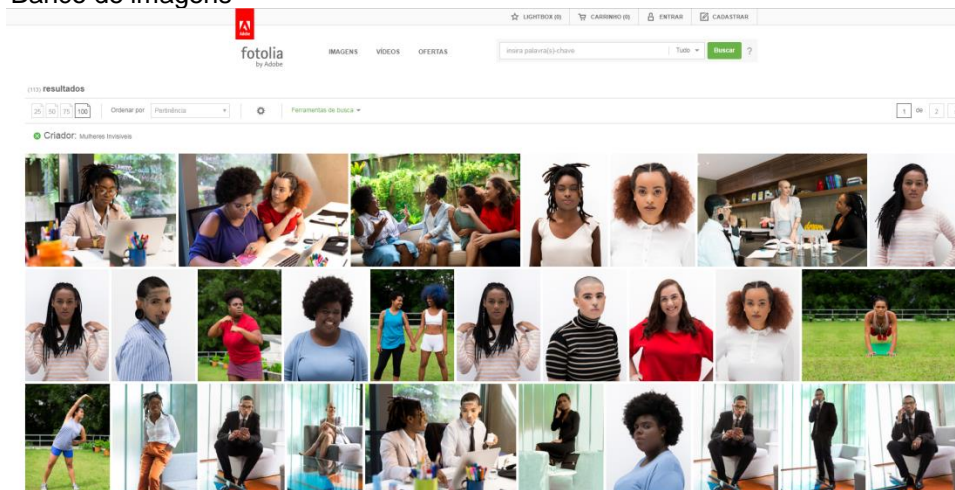 Banco de imagens
LIGHTBOX (0) CARRINHO (0) ENTRAR CADASTRAR
Adobe
fotolia
by Adobe
IMAGENS VÍDEOS OFERTAS insira palavra(s)-chave Tudo Buscar ?
(113) resultados
25 50 75 100 Ordenar por Pertinência Ferramentas de busca 1 de 2
Criador: Mulheres Invisíveis